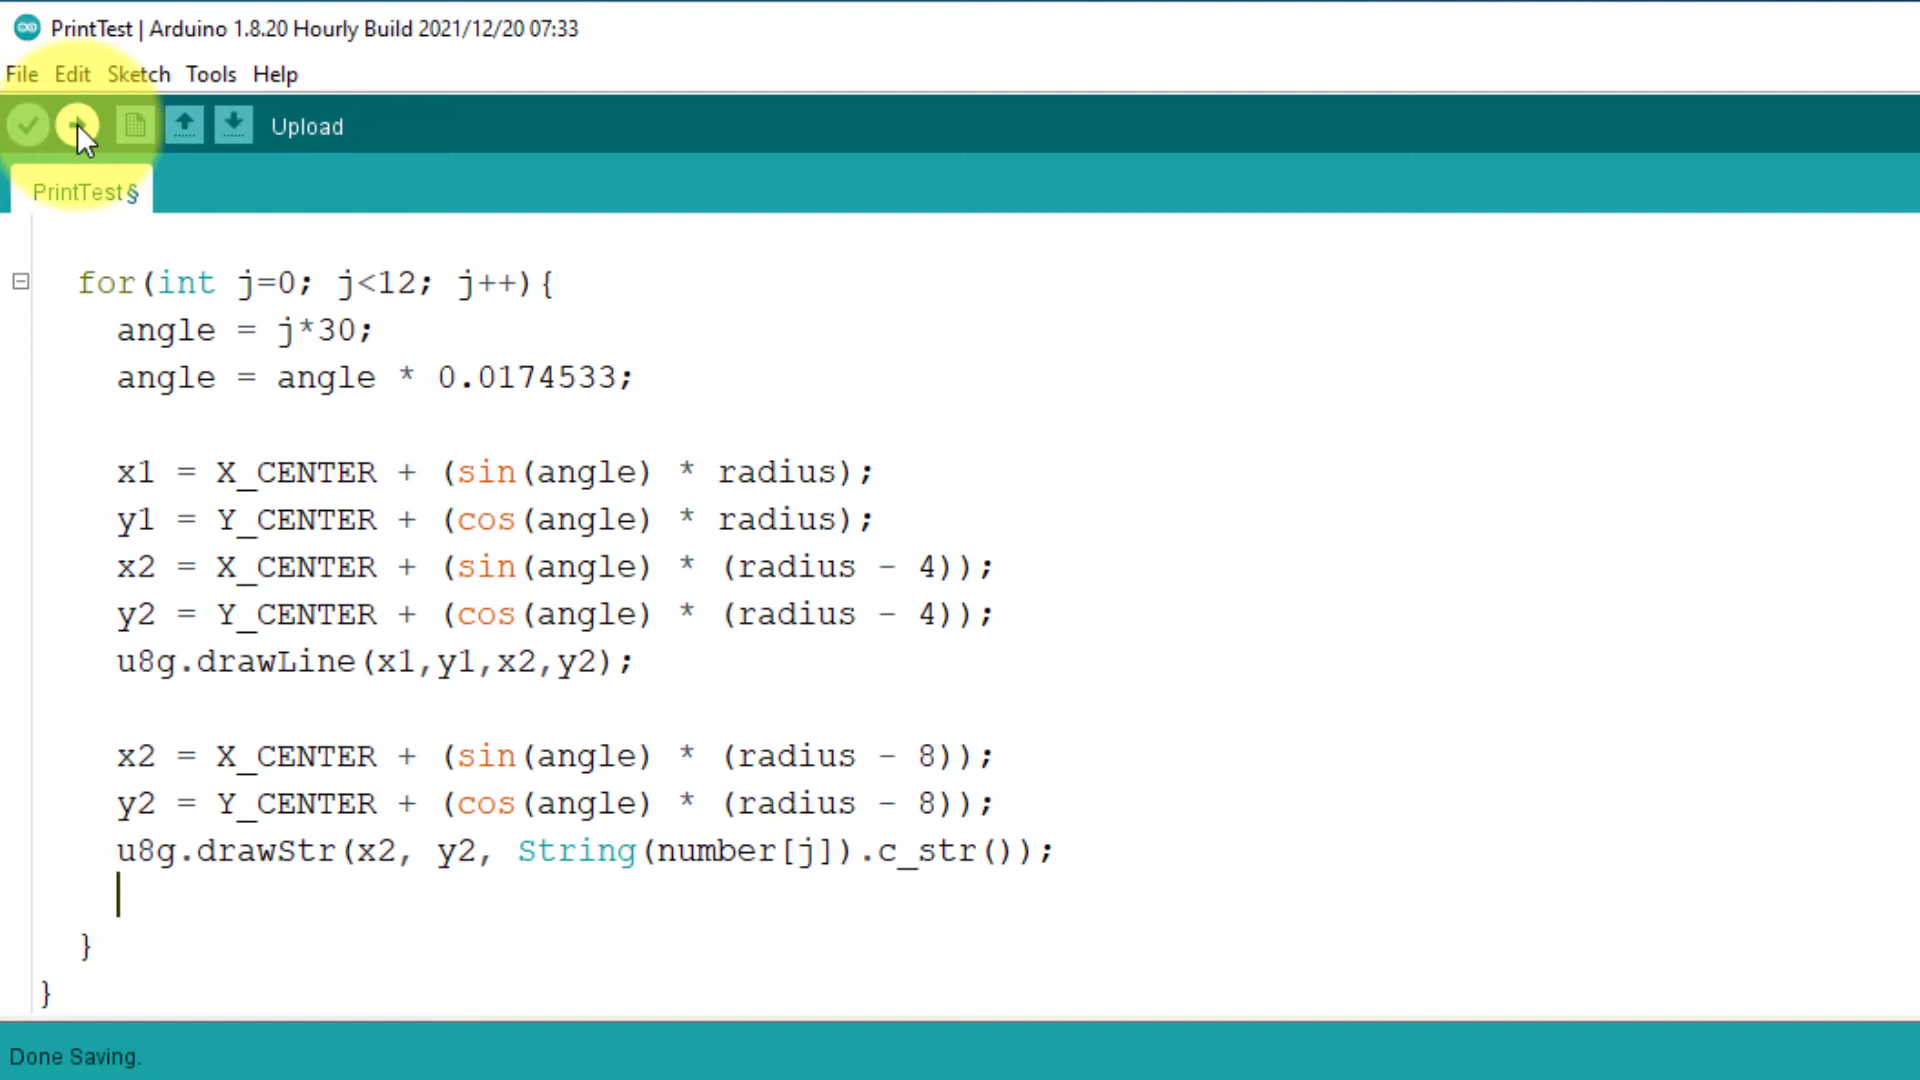 PrintTest | Arduino 1.8.20 Hourly Build 2021/12/20 07:33
File Edit Sketch Tools Help
Upload
PrintTest §
for(int j=0; j<12; j++){
angle = j*30;
angle = angle * 0.0174533;
x1 = X_CENTER + (sin(angle) * radius);
y1 = Y_CENTER + (cos(angle) * radius);
x2 = X_CENTER + (sin(angle) * (radius - 4));
y2 = Y_CENTER + (cos(angle) * (radius - 4));
u8g.drawLine(x1,y1,x2,y2);
x2 = X_CENTER + (sin(angle) * (radius - 8));
y2 = Y_CENTER + (cos(angle) * (radius - 8));
u8g.drawStr(x2, y2, String(number[j]).c_str());
}
}
Done Saving.